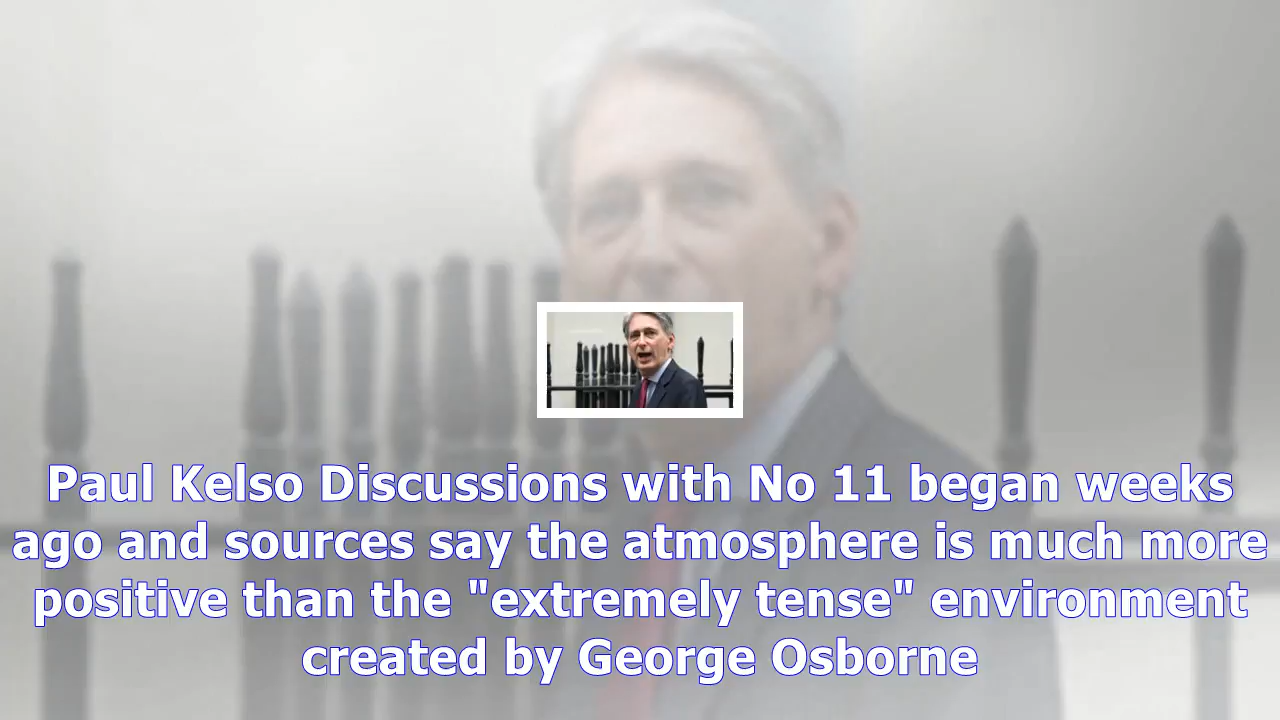 Paul Kelso Discussions with No 11 began weeks
ago and sources say the atmosphere is much more
positive than the "extremely tense" environment
created by George Osborne